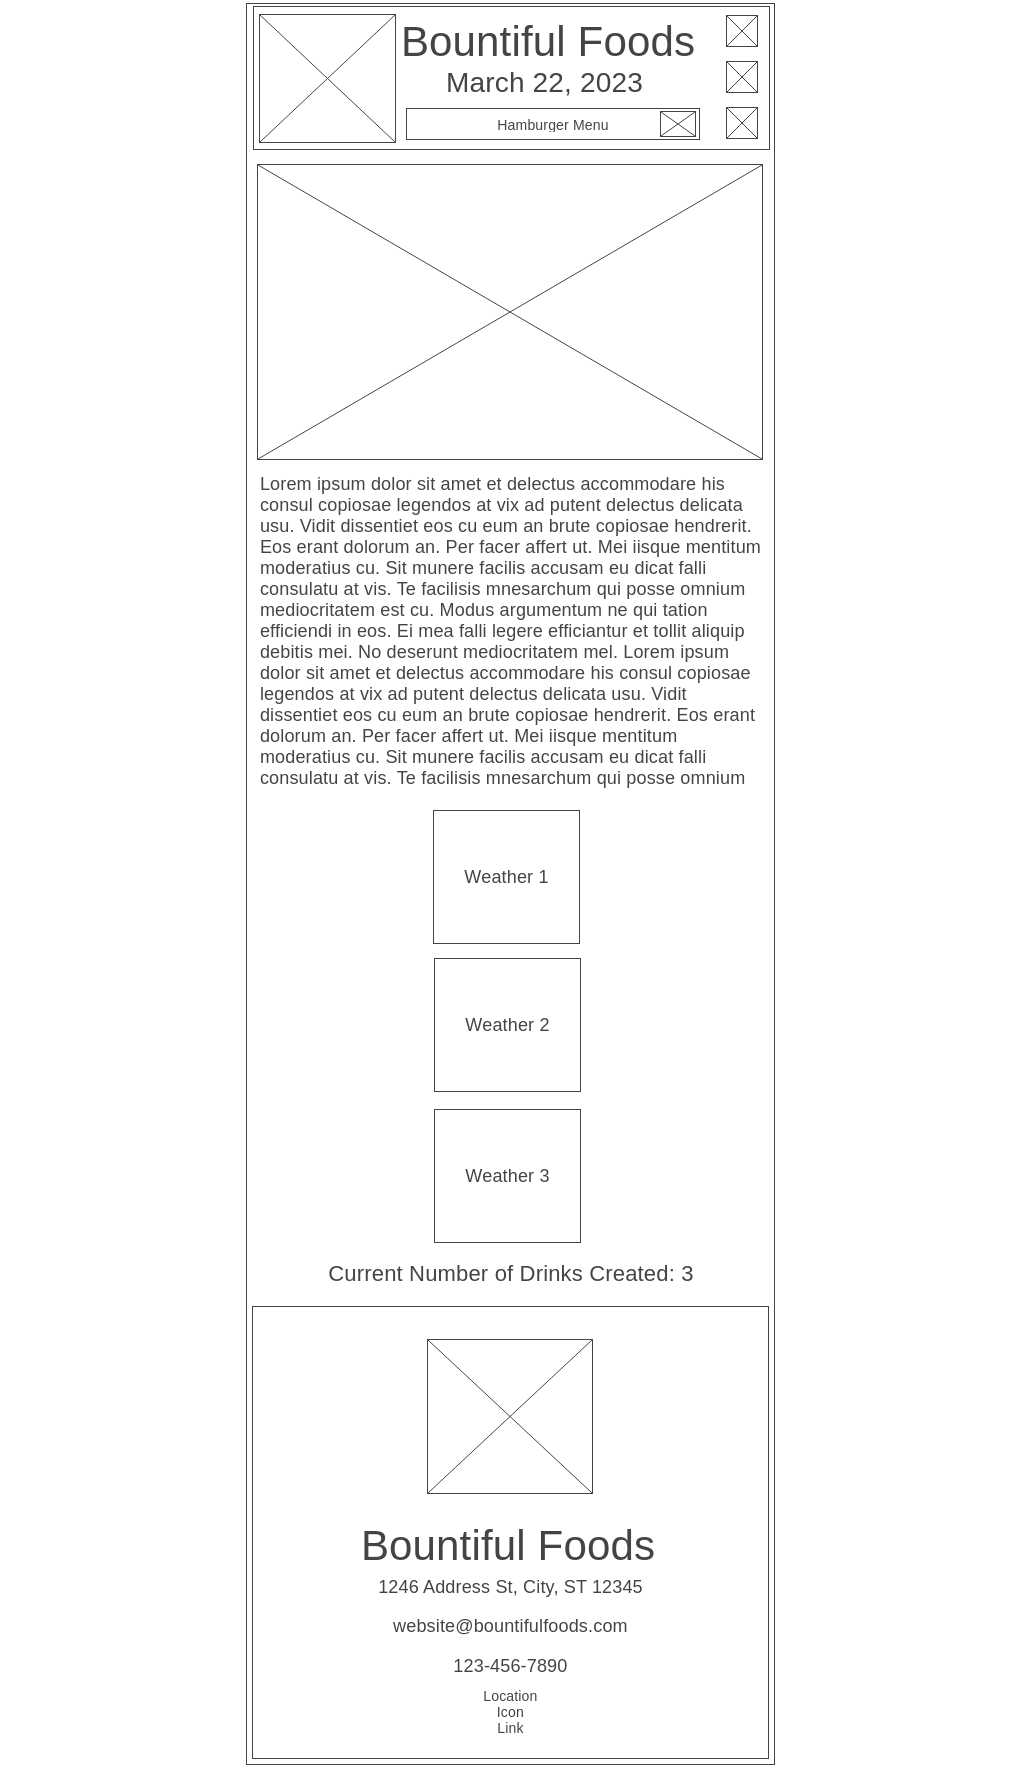 Bountiful Foods
March 22, 2023
Hamburger Menu
Lorem ipsum dolor sit amet et delectus accommodare his
consul copiosae legendos at vix ad putent delectus delicata
usu. Vidit dissentiet eos cu eum an brute copiosae hendrerit.
Eos erant dolorum an. Per facer affert ut. Mei iisque mentitum
moderatius cu. Sit munere facilis accusam eu dicat falli
consulatu at vis. Te facilisis mnesarchum qui posse omnium
mediocritatem est cu. Modus argumentum ne qui tation
efficiendi in eos. Ei mea falli legere efficiantur et tollit aliquip
debitis mei. No deserunt mediocritatem mel. Lorem ipsum
dolor sit amet et delectus accommodare his consul copiosae
legendos at vix ad putent delectus delicata usu. Vidit
dissentiet eos cu eum an brute copiosae hendrerit. Eos erant
dolorum an. Per facer affert ut. Mei iisque mentitum
moderatius cu. Sit munere facilis accusam eu dicat falli
consulatu at vis. Te facilisis mnesarchum qui posse omnium
Weather 1
Weather 2
Weather 3
Current Number of Drinks Created: 3
Bountiful Foods
1246 Address St, City, ST 12345
website@bountifulfoods.com
123-456-7890
Location
Icon
Link